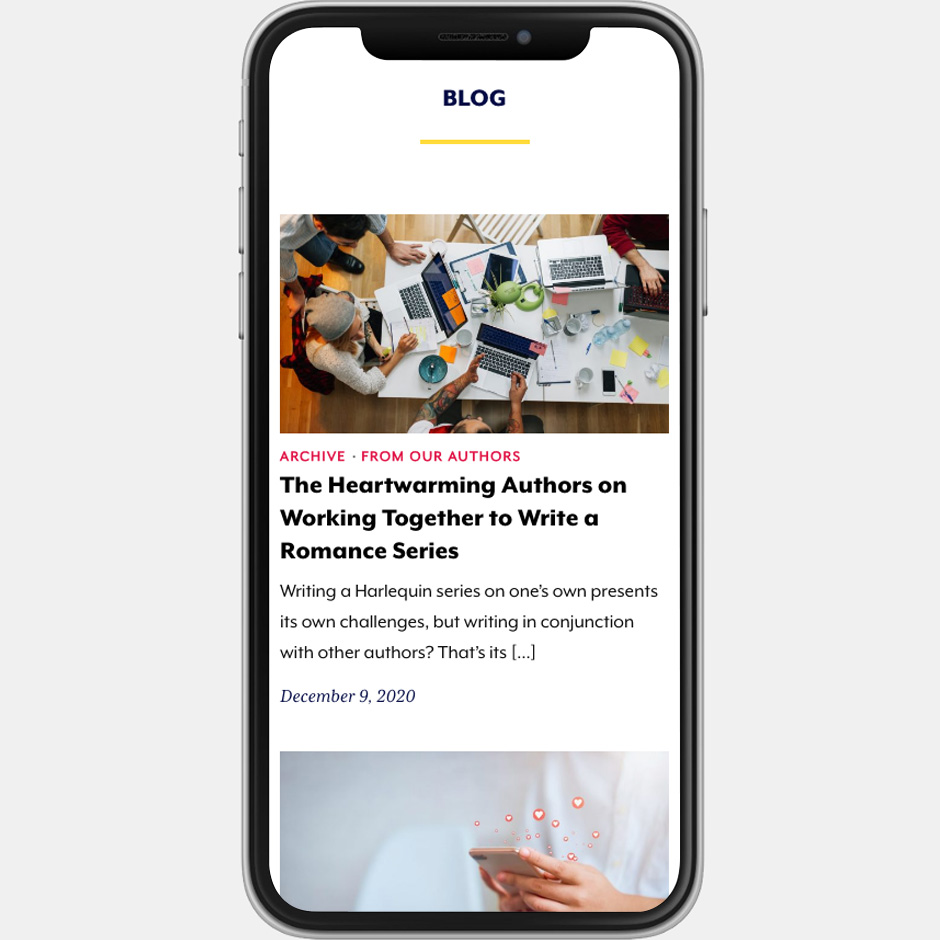 BLOG
ARCHIVE · FROM OUR AUTHORS
The Heartwarming Authors on
Working Together to Write a
Romance Series
Writing a Harlequin series on one’s own presents
its own challenges, but writing in conjunction
with other authors? That’s its [...]
December 9, 2020